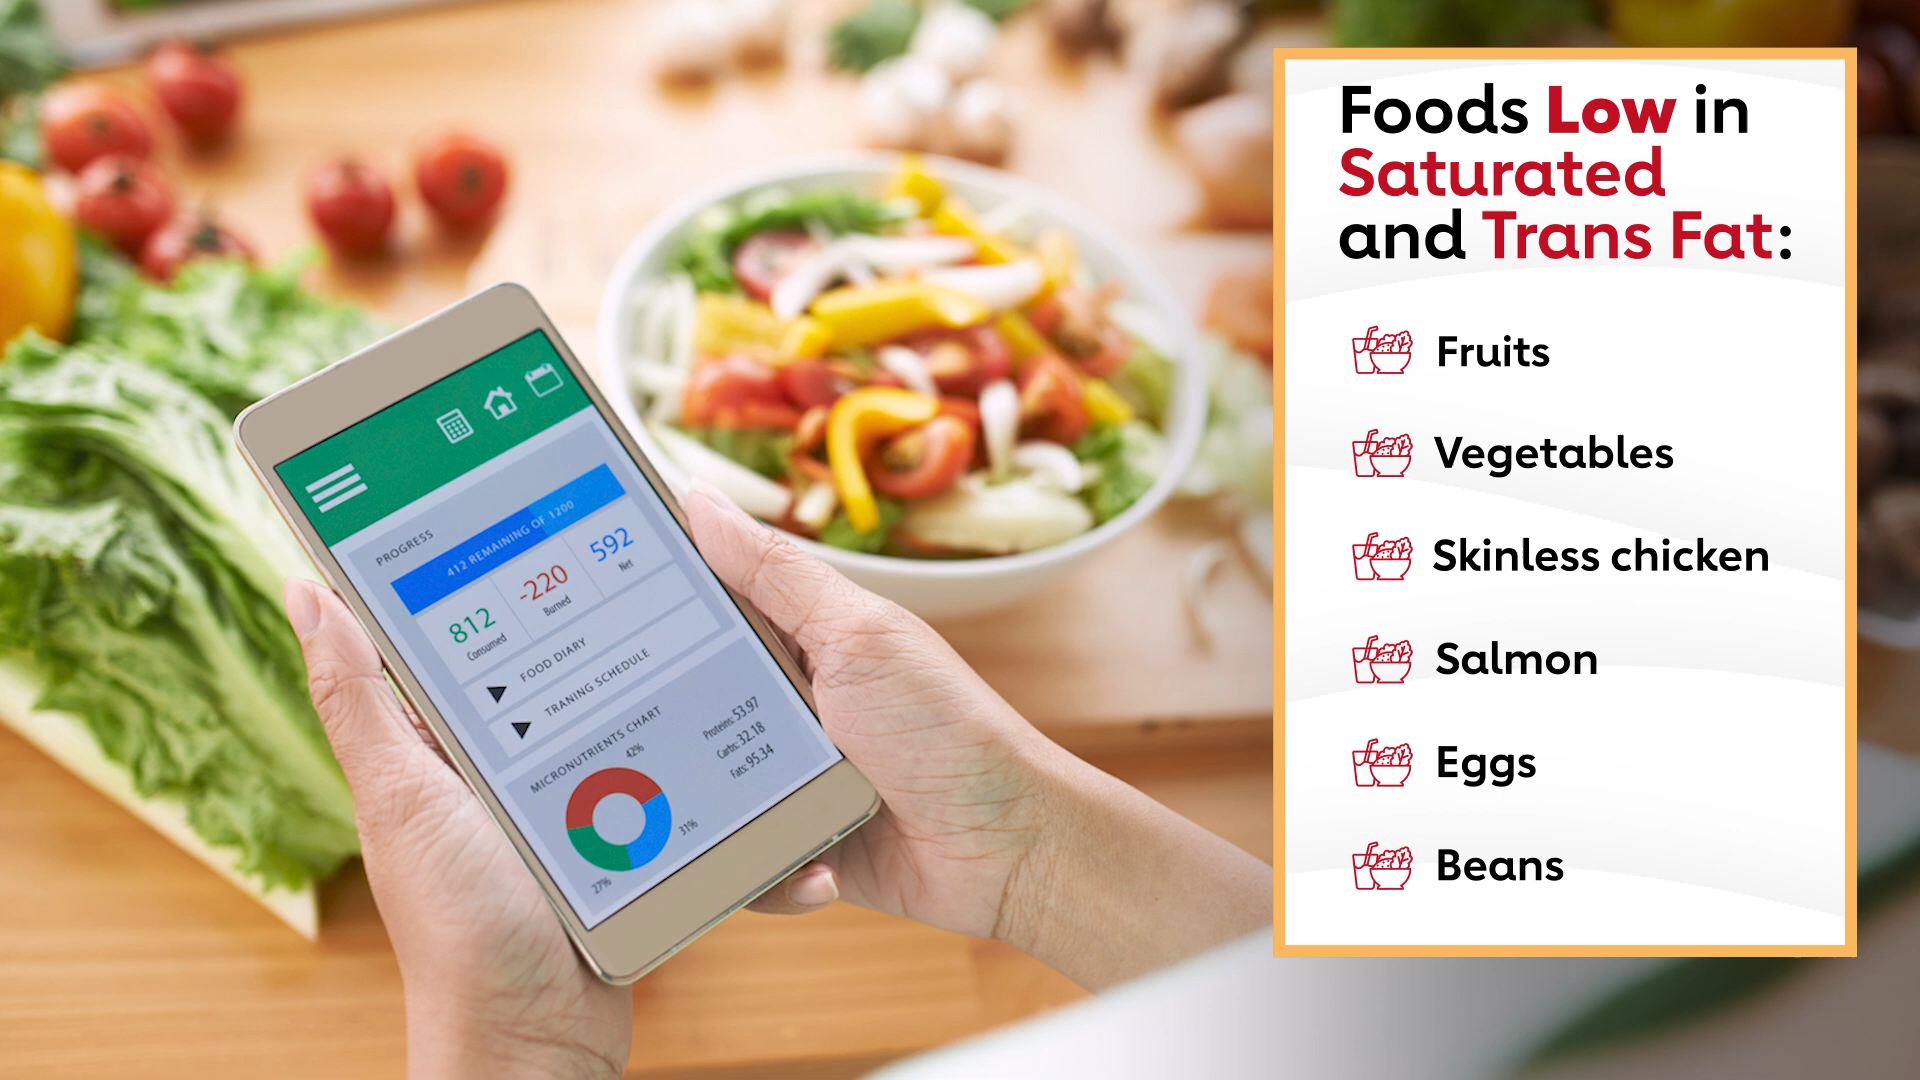 PROGRESS
412 REMAINING OF 1200
812
Consumed
-220
Burned
592
Net
FOOD DIARY
TRANING SCHEDULE
MICRONUTRIENTS CHART
42%
31%
27%
Proteins: 53.97
Carbs: 32.18
Fats: 95.34
Foods Low in
Saturated
and Trans Fat:
Fruits
Vegetables
Skinless chicken
Salmon
Eggs
Beans